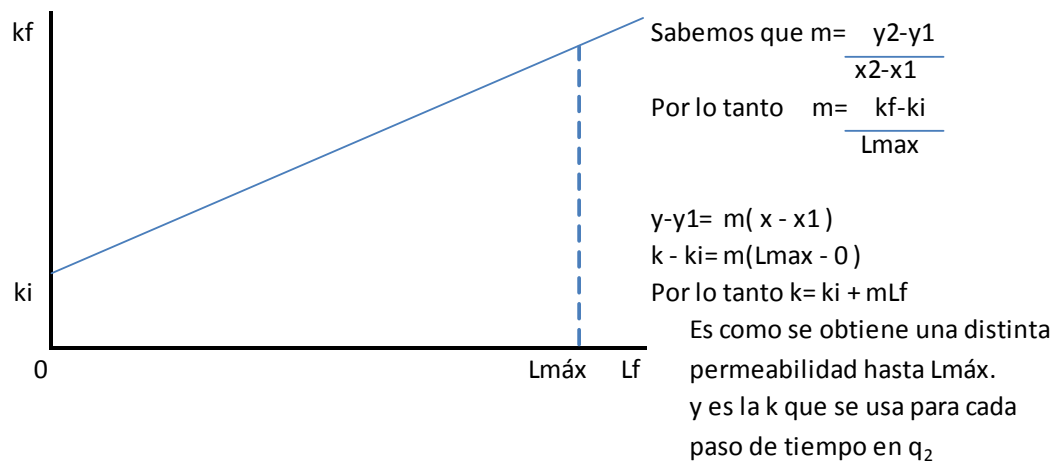 kf
ki
0
Lmáx
Lf
Sabemos que m= y2-y1
x2-x1
Por lo tanto m= kf-ki
Lmax
y-y1= m( x - x1 )
k - ki= m(Lmax - 0 )
Por lo tanto k= ki + mLf
Es como se obtiene una distinta
permeabilidad hasta Lmáx.
y es la k que se usa para cada
paso de tiempo en q₂